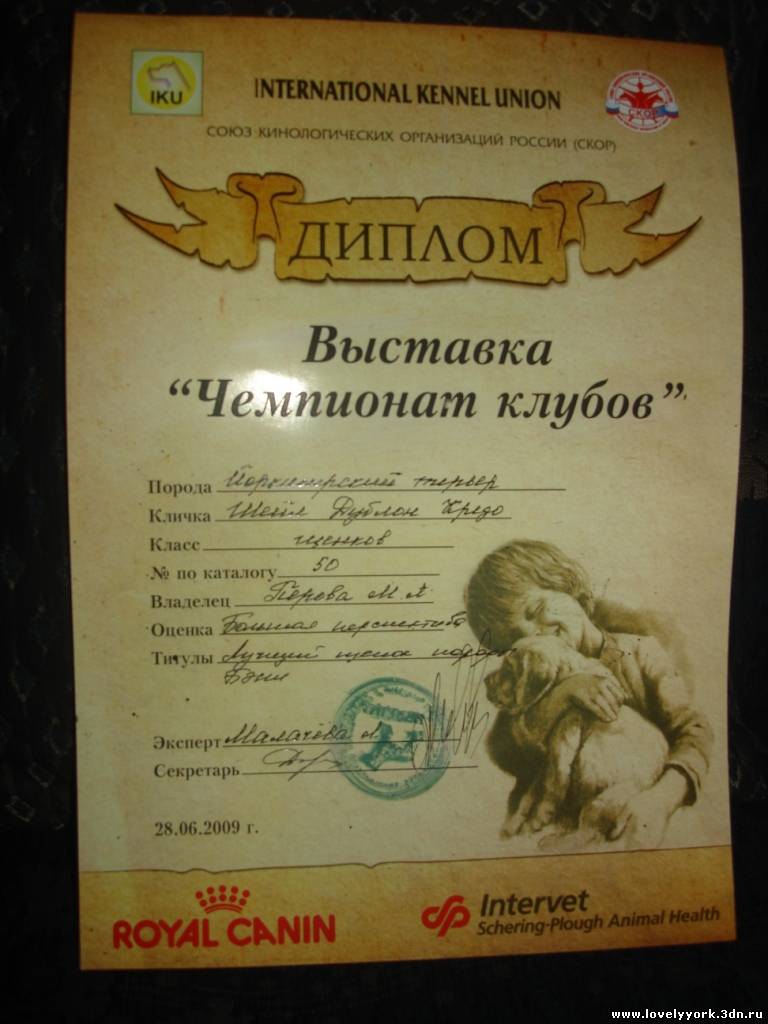 IKU
INTERNATIONAL KENNEL UNION
СКОР
СОЮЗ КИНОЛОГИЧЕСКИХ ОРГАНИЗАЦИЙ РОССИИ (СКОР)
ДИПЛОМ
Выставка
“Чемпионат клубов”
Порода Йоркширский терьер
Кличка Шейл Дублон Кредо
Класс щенков
№ по каталогу 50
Владелец М.А.
Оценка Большая перспектива
Титулы Лучший щенок породы
Эксперт Малахова Л.
Секретарь
28.06.2009 г.
ROYAL CANIN
Intervet
Schering-Plough Animal Health
www.lovelyyork.3dn.ru